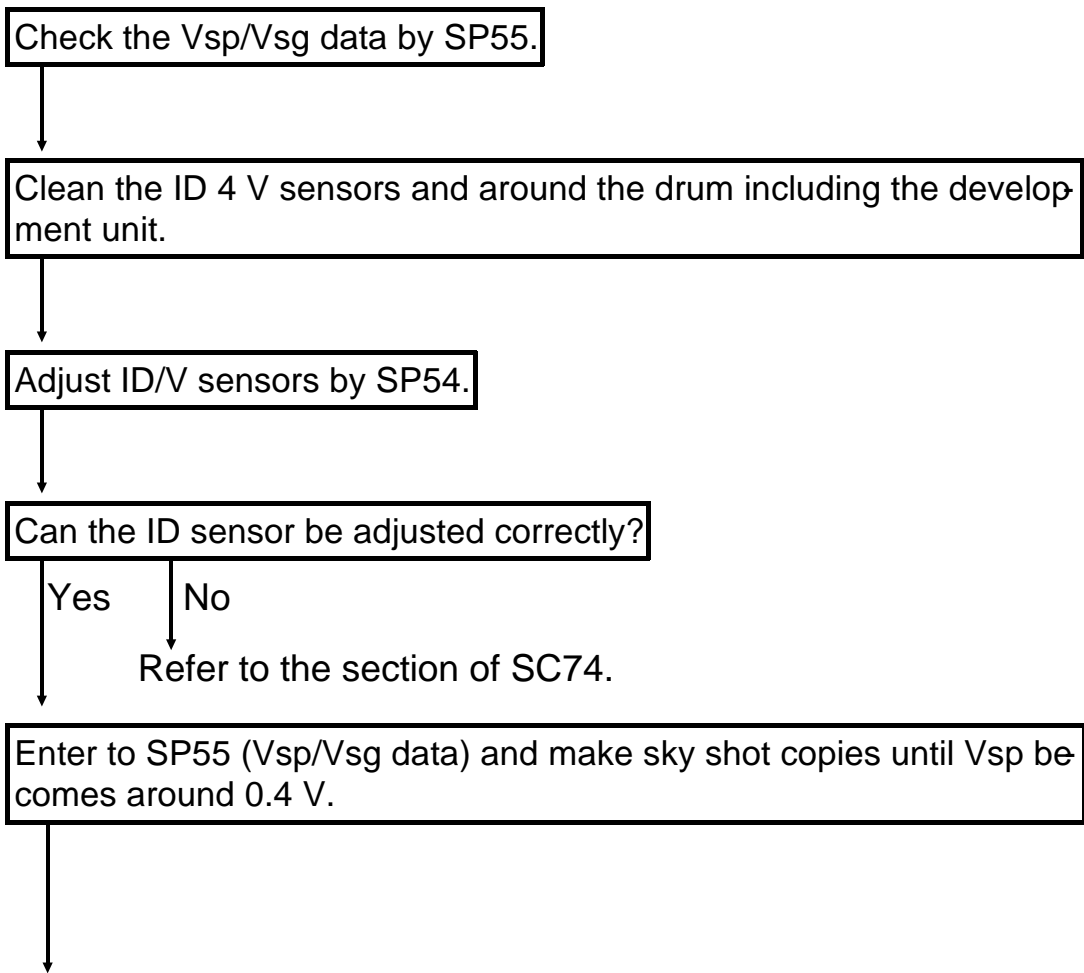 Check the Vsp/Vsg data by SP55.
Clean the ID 4 V sensors and around the drum including the develop-
ment unit.
Adjust ID/V sensors by SP54.
Can the ID sensor be adjusted correctly?
Yes No
Refer to the section of SC74.
Enter to SP55 (Vsp/Vsg data) and make sky shot copies until Vsp be-
comes around 0.4 V.